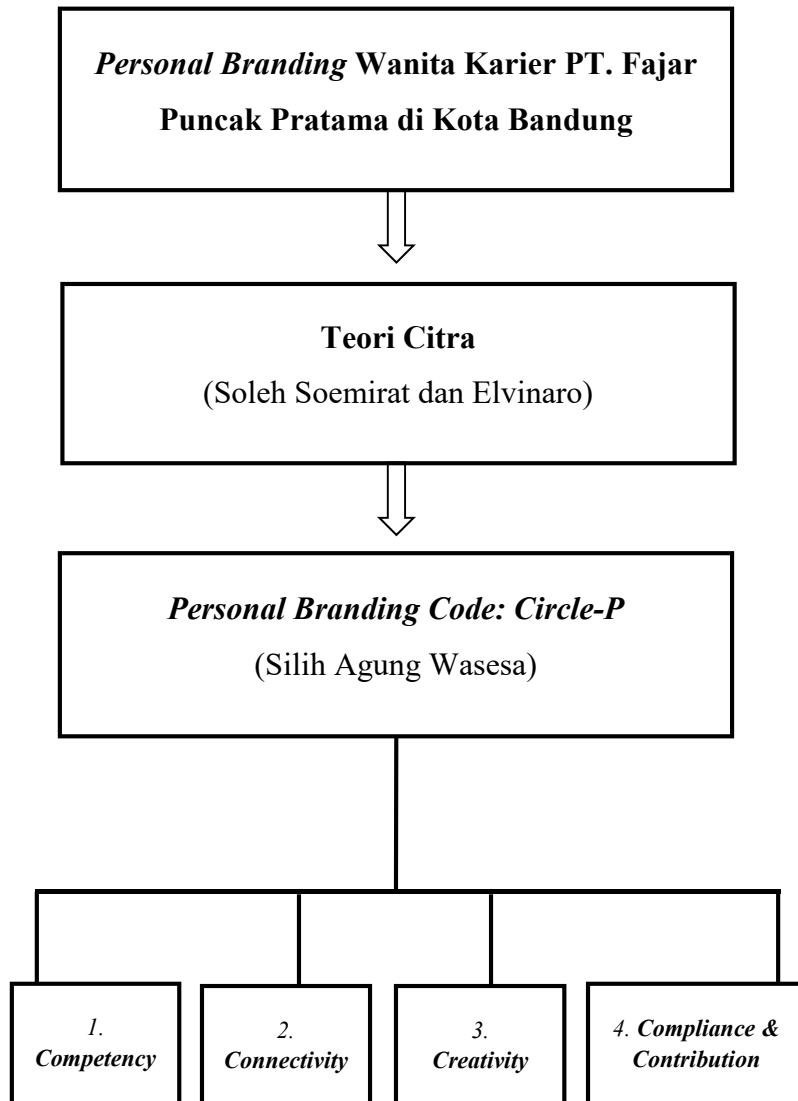 Personal Branding Wanita Karier PT. Fajar
Puncak Pratama di Kota Bandung
Teori Citra
(Soleh Soemirat dan Elvinaro)
Personal Branding Code: Circle-P
(Silih Agung Wasesa)
1.
Competency
2.
Connectivity
3.
Creativity
4. Compliance &
Contribution